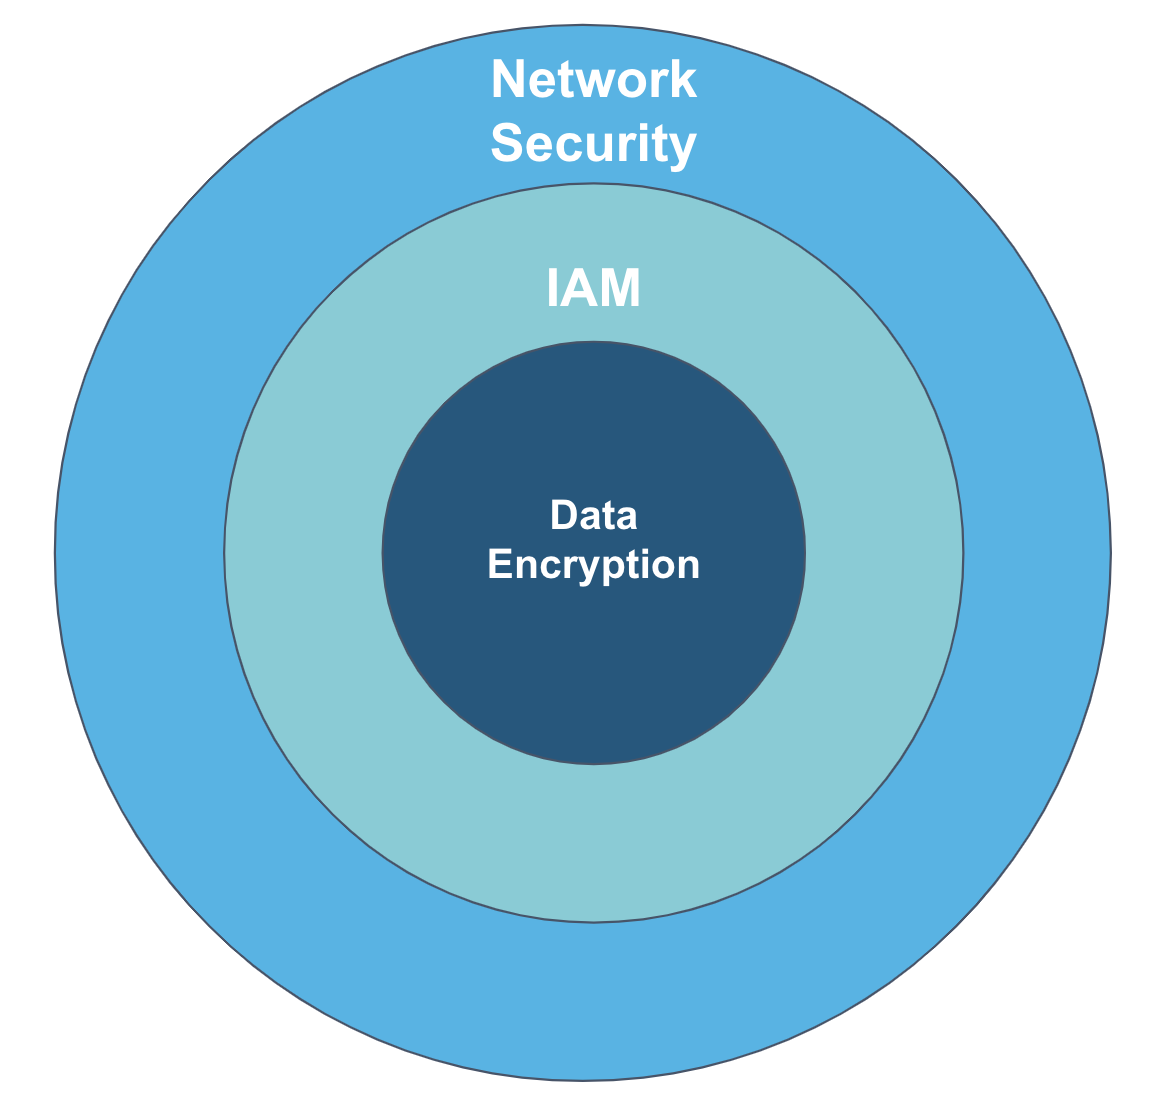 Network
Security
IAM
Data
Encryption